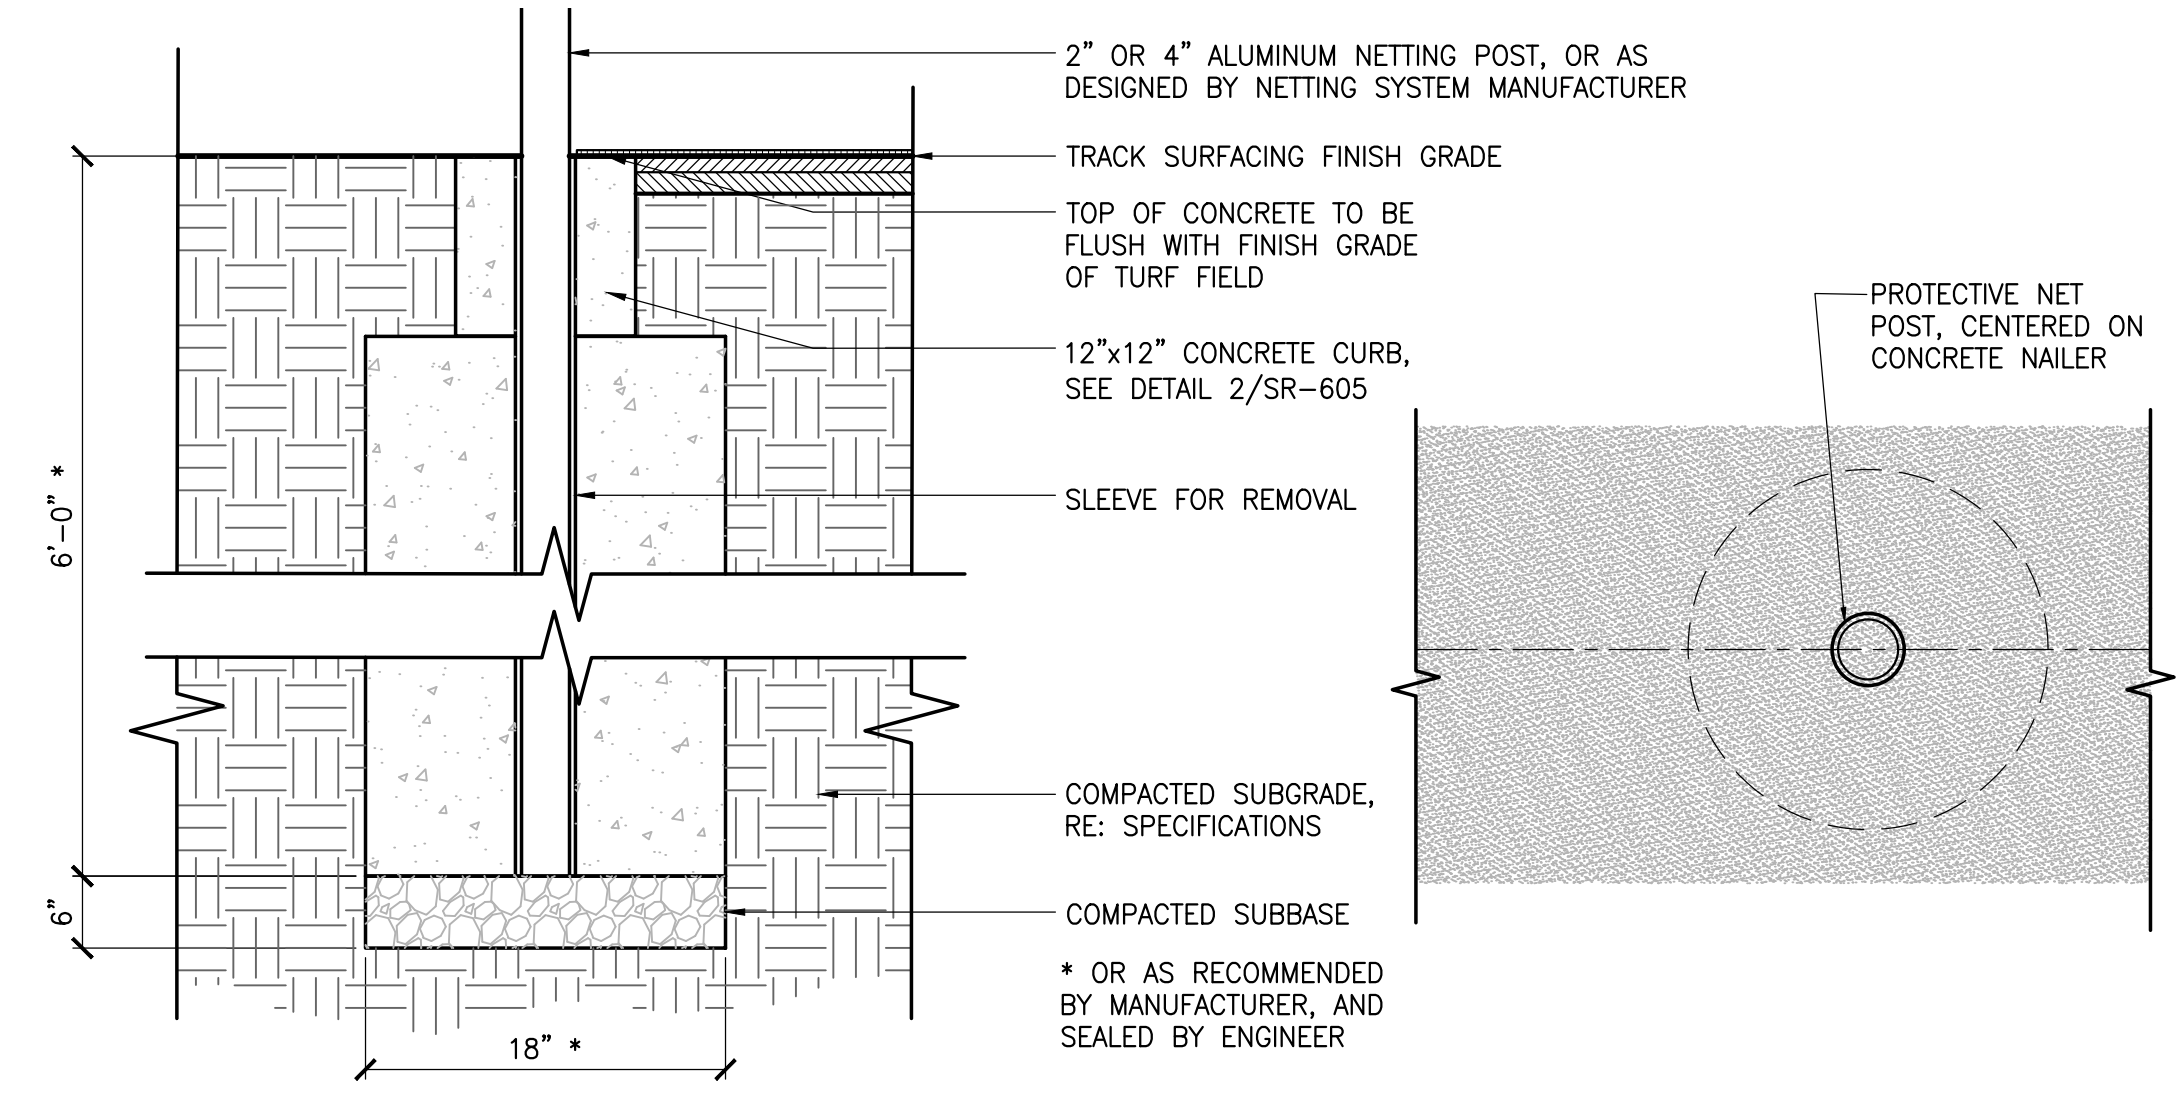 2” OR 4” ALUMINUM NETTING POST, OR AS
DESIGNED BY NETTING SYSTEM MANUFACTURER
TRACK SURFACING FINISH GRADE
TOP OF CONCRETE TO BE
FLUSH WITH FINISH GRADE
OF TURF FIELD
12”x12” CONCRETE CURB,
SEE DETAIL 2/SR-605
SLEEVE FOR REMOVAL
COMPACTED SUBGRADE,
RE: SPECIFICATIONS
COMPACTED SUBBASE
* OR AS RECOMMENDED
BY MANUFACTURER, AND
SEALED BY ENGINEER
6'-0” *
6”
18” *
PROTECTIVE NET
POST, CENTERED ON
CONCRETE NAILER